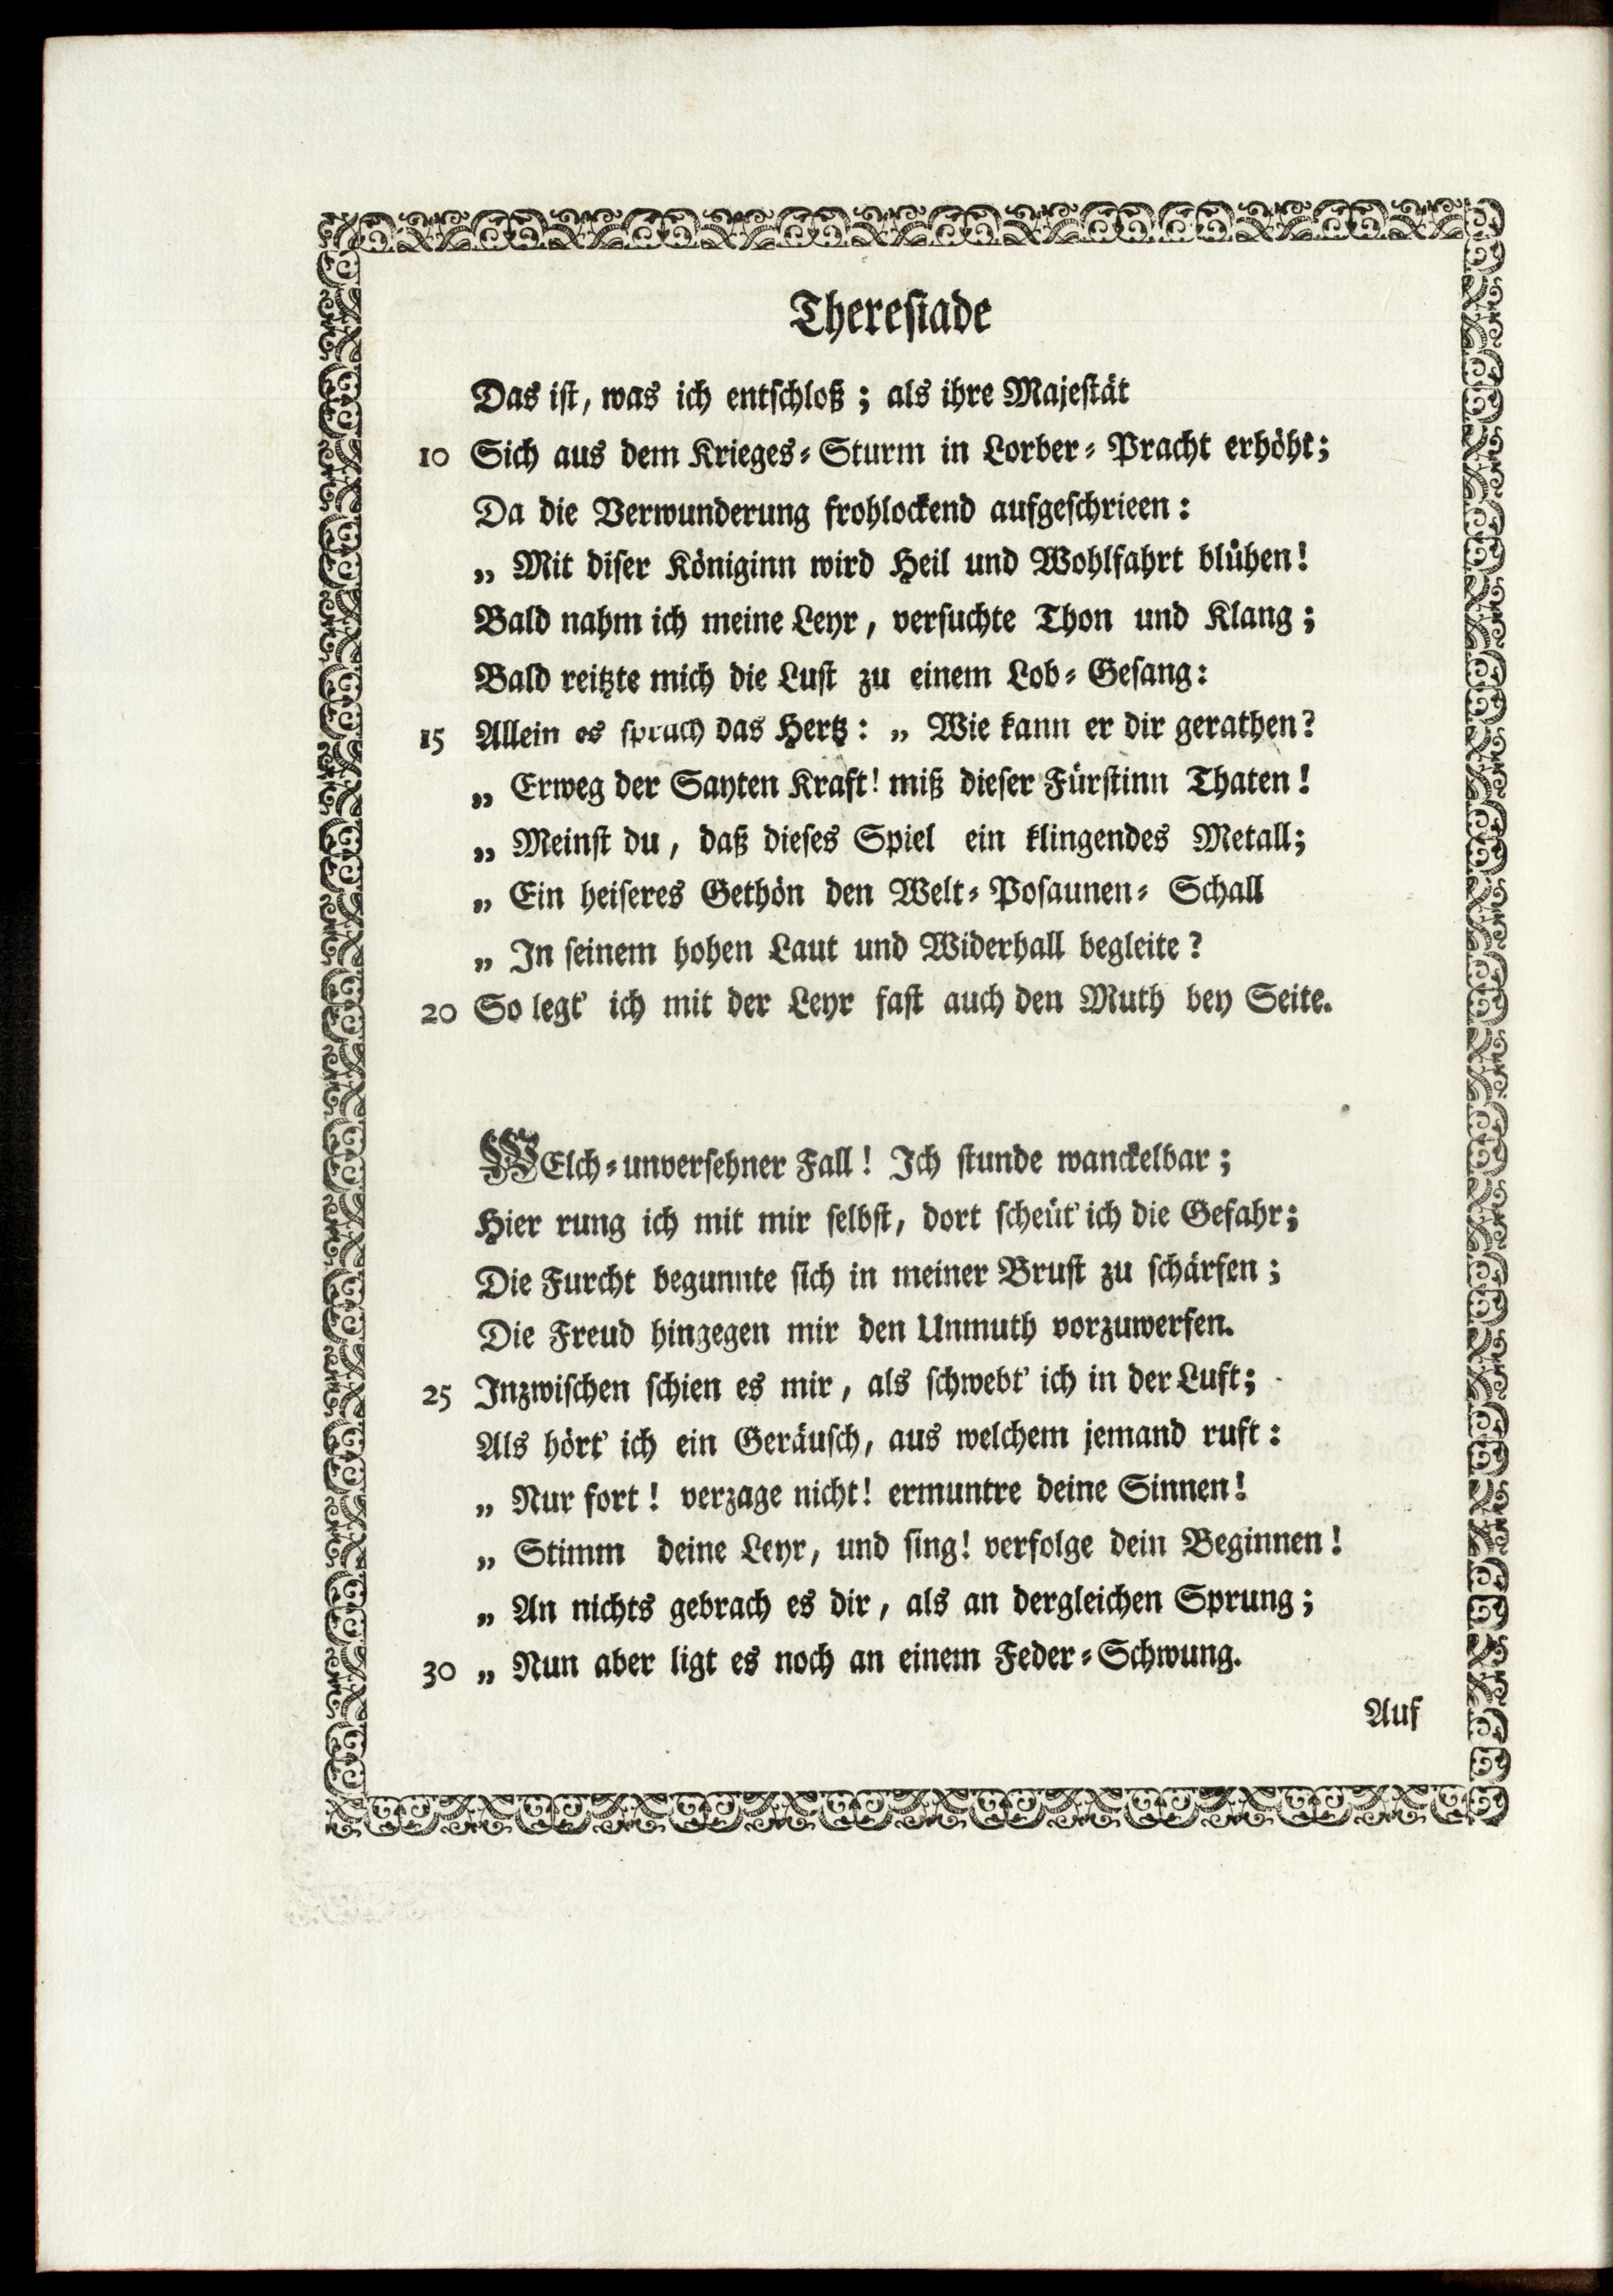 Theresiade
Das ist, was ich entschloß; als ihre Majestät
10 Sich aus dem Krieges-Sturm in Lorber-Pracht erhöht;
Da die Verwunderung frohlockend aufgeschrieen:
„ Mit diser Königinn wird Heil und Wohlfahrt blühen!
Bald nahm ich meine Leyr, versuchte Thon und Klang;
Bald reitzte mich die Lust zu einem Lob-Gesang:
15 Allein es sprach das Hertz: „ Wie kann er dir gerathen?
„ Erweg der Sayten Kraft! miß dieser Fürstinn Thaten!
„ Meinst du, daß dieses Spiel ein klingendes Metall;
„ Ein heiseres Gethön den Welt-Posaunen-Schall
„ In seinem hohen Laut und Widerhall begleite?
20 So legt' ich mit der Leyr fast auch den Muth bey Seite.
WElch-unversehner Fall! Ich stunde wanckelbar;
Hier rung ich mit mir selbst, dort scheüt' ich die Gefahr;
Die Furcht begunnte sich in meiner Brust zu schärfen;
Die Freud hingegen mir den Unmuth vorzuwerfen.
25 Inzwischen schien es mir, als schwebt' ich in der Luft;
Als hört' ich ein Geräusch, aus welchem jemand ruft:
„ Nur fort! verzage nicht! ermuntre deine Sinnen!
„ Stimm deine Leyr, und sing! verfolge dein Beginnen!
„ An nichts gebrach es dir, als an dergleichen Sprung;
30 „ Nun aber ligt es noch an einem Feder-Schwung.
Auf